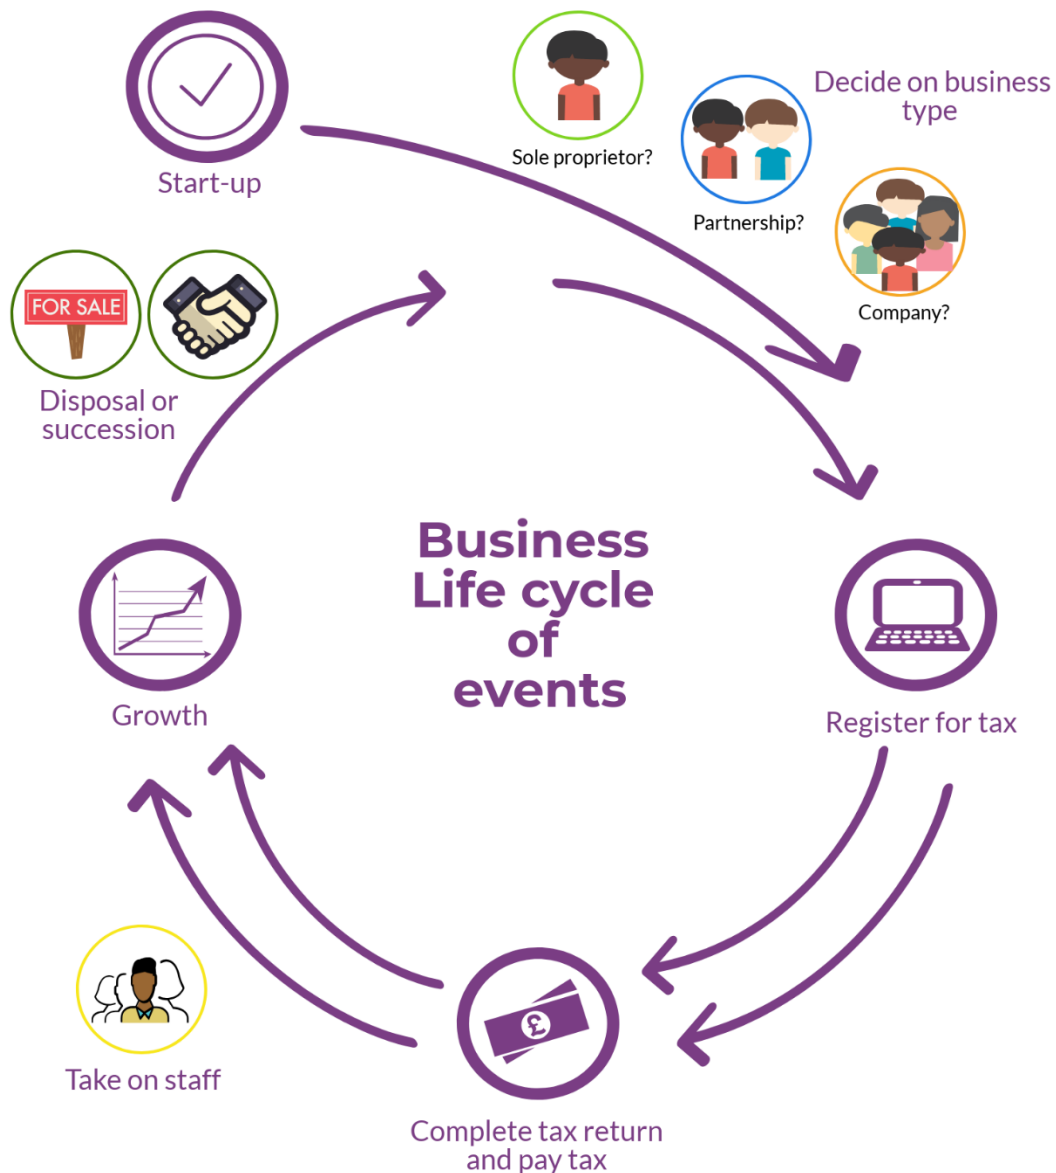 Start-up
Sole proprietor?
Partnership?
Company?
Decide on business
type
Register for tax
Complete tax return
and pay tax
£
Take on staff
Growth
Disposal or
succession
FOR SALE
Business
Life cycle
of
events